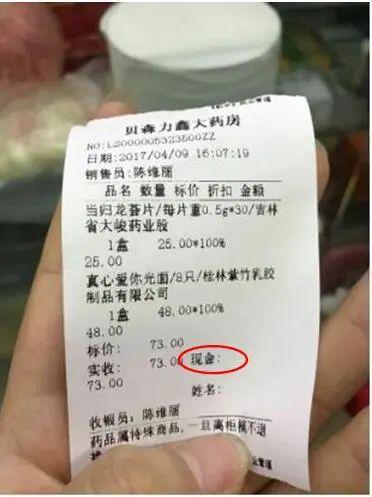 贝森力鑫大药房
NO:LS000005323500ZZ
日期:2017/04/09 16:07:19
销售员:陈维丽
品名 数量 标价 折扣 金额
当归龙荟片/每片重0.5g*30/吉林
省大峻药业股
1盒 25.00*100%
25.00
真心爱你光面/8只/桂林紫竹乳胶
制品有限公司
1盒 48.00*100%
48.00
标价: 73.00
实收: 73.00 现金:
73.00 姓名:
收银员:陈维丽
药品属特殊商品,一旦离柜概不退